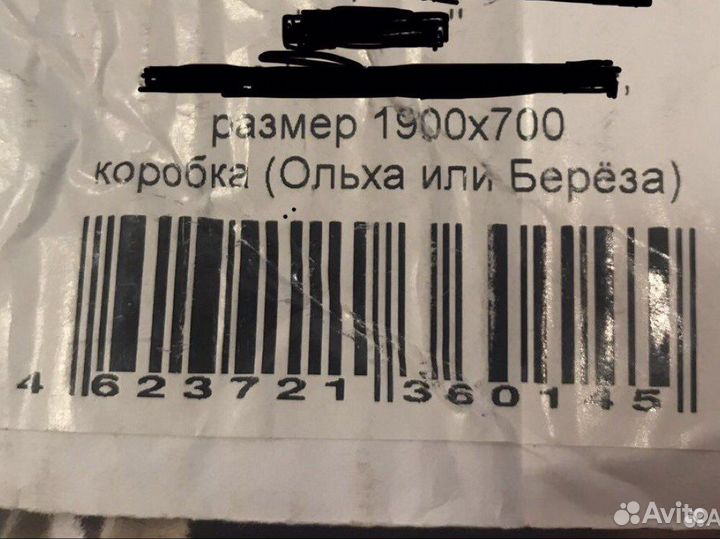 размер 1900х700
коробка (Ольха или Берёза)
4 623721 360145
Avito